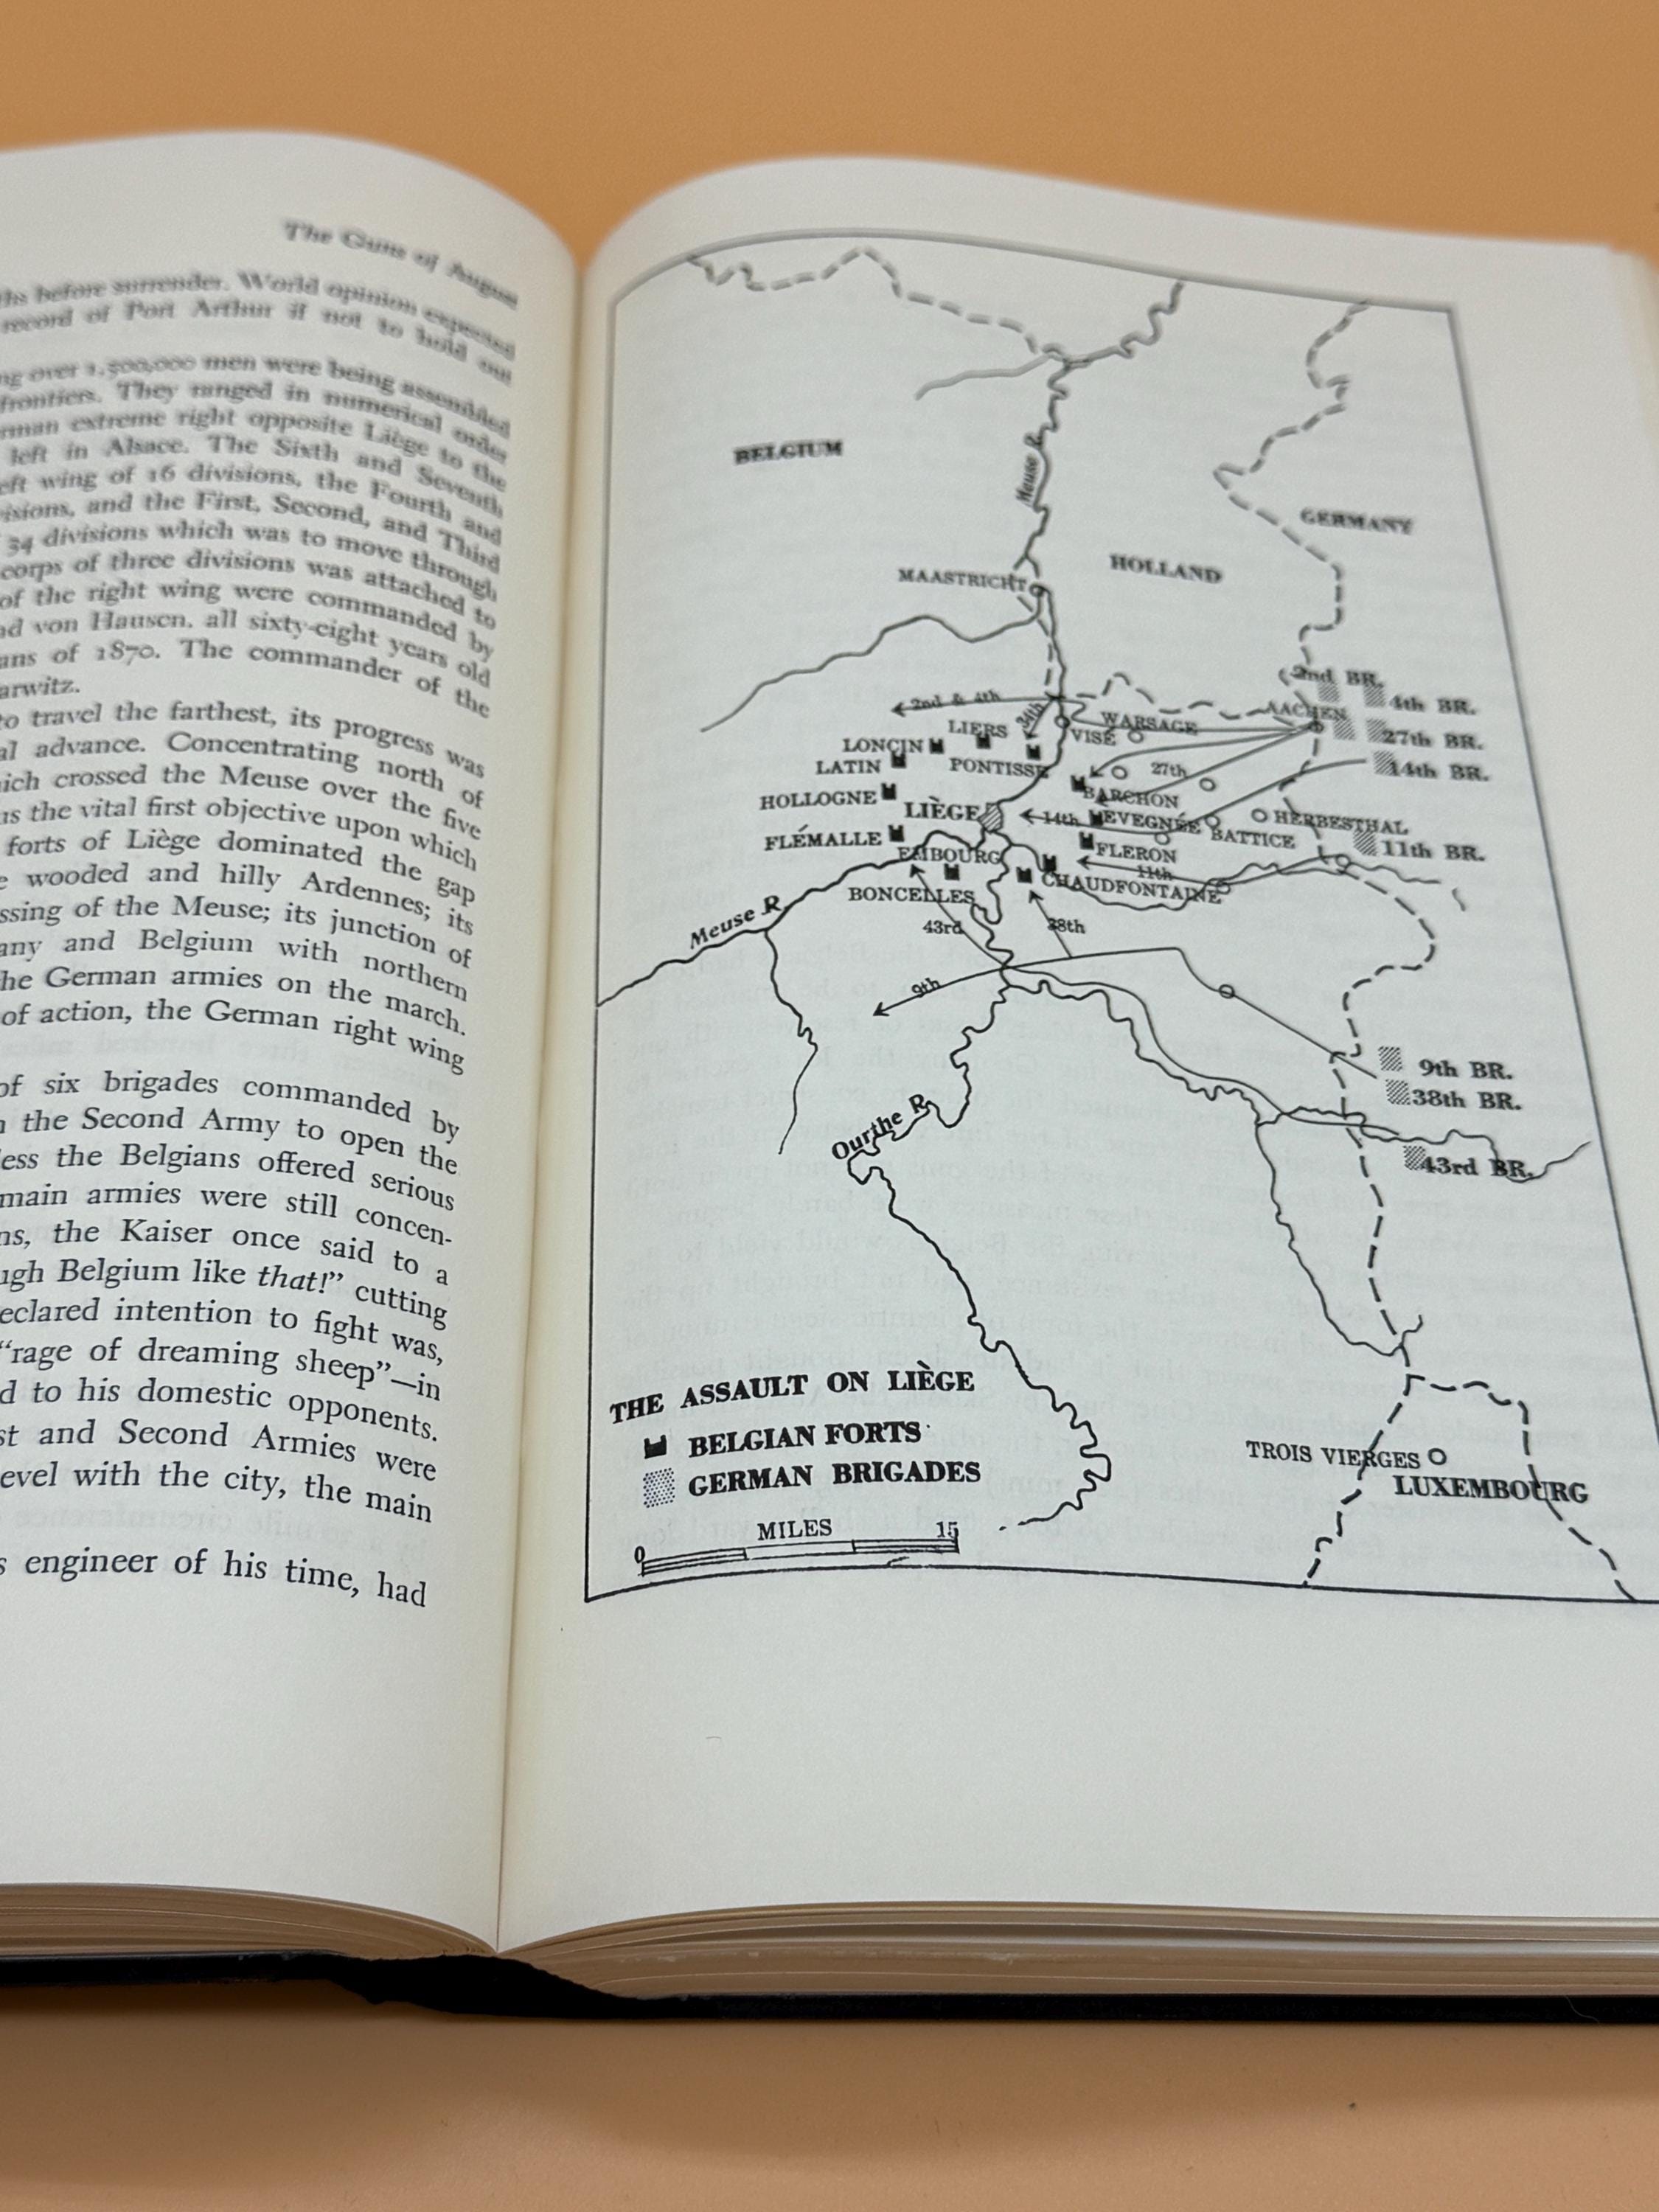 The Guns of August
before surrender. World opinion expected
record of Port Arthur if not to hold out
over 1,500,000 men were being assembled
frontiers. They ranged in numerical order
extreme right opposite Liège to the
left in Alsace. The Sixth and Seventh
wing of 16 divisions, the Fourth and
and the First, Second, and Third
34 divisions which was to move through
corps of three divisions was attached to
of the right wing were commanded by
von Hausen, all sixty-eight years old
of 1870. The commander of the
arwitz.
to travel the farthest, its progress was
al advance. Concentrating north of
ich crossed the Meuse over the five
us the vital first objective upon which
forts of Liège dominated the gap
e wooded and hilly Ardennes; its
ssing of the Meuse; its junction of
any and Belgium with northern
he German armies on the march.
of action, the German right wing
of six brigades commanded by
n the Second Army to open the
less the Belgians offered serious
main armies were still concen-
ns, the Kaiser once said to a
ugh Belgium like that!” cutting
eclared intention to fight was,
“rage of dreaming sheep”—in
d to his domestic opponents.
st and Second Armies were
evel with the city, the main
s engineer of his time, had
BELGIUM
Meuse R.
GERMANY
HOLLAND
MAASTRICHT
2nd BR.
4th BR.
2nd & 4th
34th
AACHEN
WARSAGE
LIERS
VISÉ
27th BR.
LONCIN
LATIN
PONTISSE
27th
14th BR.
HOLLOGNE
BARCHON
LIÈGE
14th
EVEGNÉE
HERBESTHAL
BATTICE
FLÉMALLE
EMBOURG
FLERON
11th BR.
11th
BONCELLES
CHAUDFONTAINE
Meuse R.
43rd
38th
9th
9th BR.
38th BR.
Ourthe R.
43rd BR.
THE ASSAULT ON LIÈGE
BELGIAN FORTS
GERMAN BRIGADES
TROIS VIERGES
LUXEMBOURG
MILES
0 15